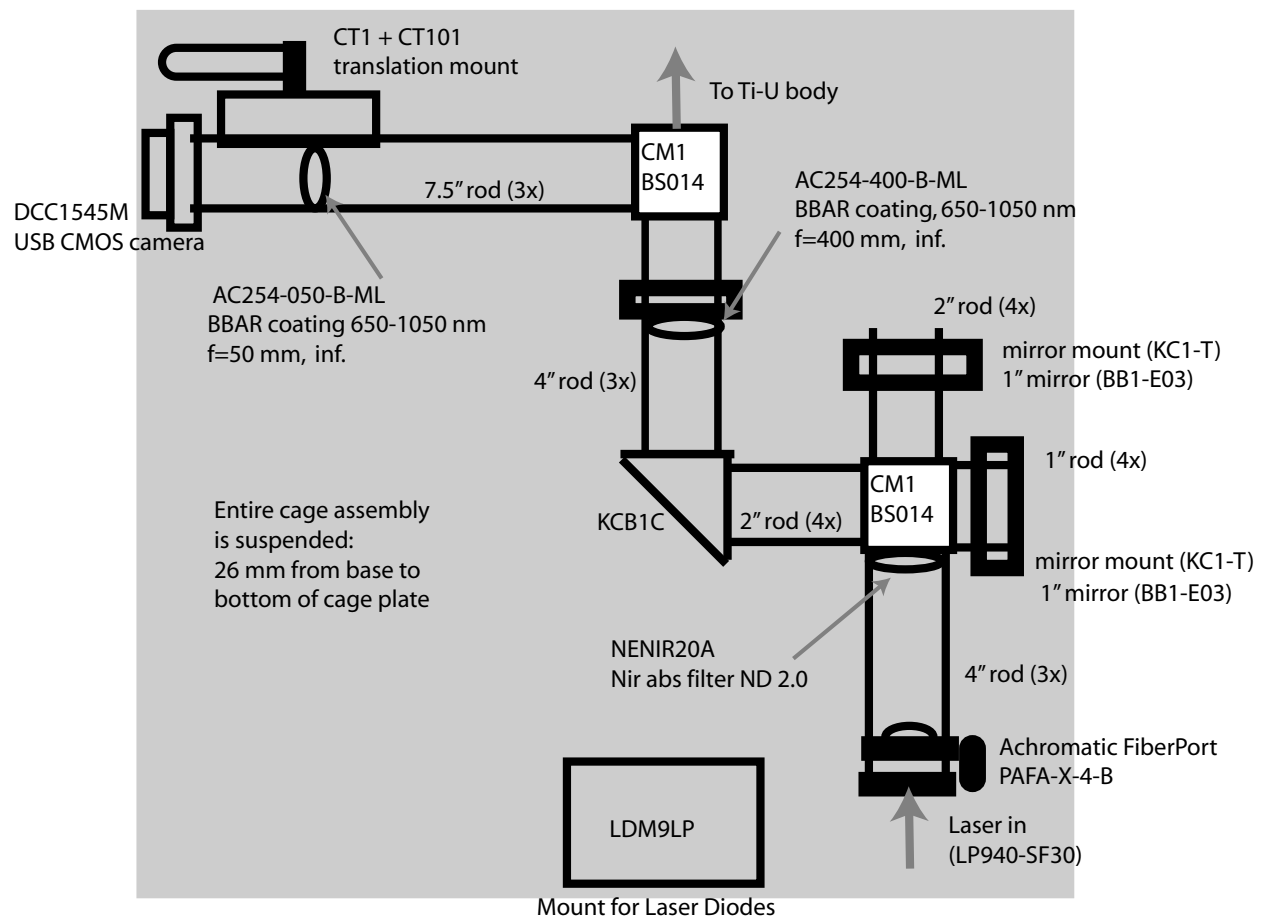 CT1 + CT101
translation mount
To Ti-U body
CM1
BS014
AC254-400-B-ML
BBAR coating, 650-1050 nm
f=400 mm, inf.
7.5” rod (3x)
DCC1545M
USB CMOS camera
AC254-050-B-ML
BBAR coating 650-1050 nm
f=50 mm, inf.
2” rod (4x)
mirror mount (KC1-T)
1” mirror (BB1-E03)
4” rod (3x)
1” rod (4x)
CM1
BS014
KCB1C
2” rod (4x)
Entire cage assembly
is suspended:
26 mm from base to
bottom of cage plate
mirror mount (KC1-T)
1” mirror (BB1-E03)
NENIR20A
Nir abs filter ND 2.0
4” rod (3x)
Achromatic FiberPort
PAFA-X-4-B
LDM9LP
Laser in
(LP940-SF30)
Mount for Laser Diodes